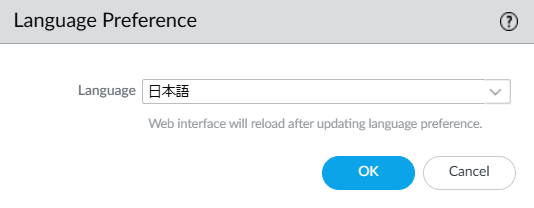 Language Preference
?
Language 日本語
Web interface will reload after updating language preference.
OK Cancel